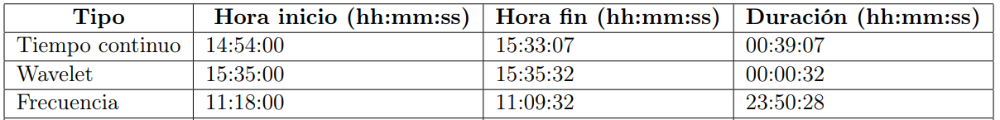 Tipo Hora inicio (hh:mm:ss) Hora fin (hh:mm:ss) Duración (hh:mm:ss)
Tiempo continuo 14:54:00 15:33:07 00:39:07
Wavelet 15:35:00 15:35:32 00:00:32
Frecuencia 11:18:00 11:09:32 23:50:28